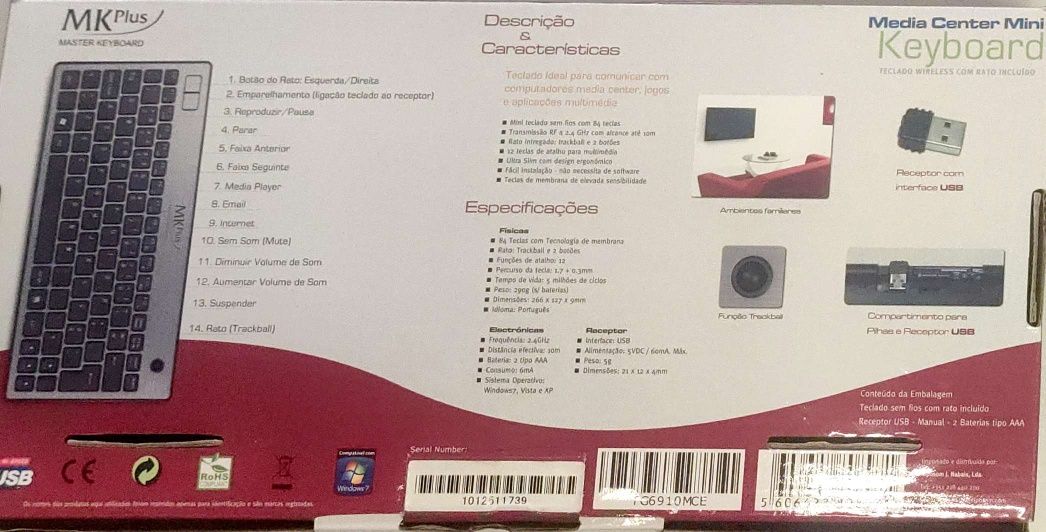 MKPlus
MASTER KEYBOARD
1. Botão do Rato: Esquerda/Direita
2. Emparelhamento (ligação teclado ao receptor)
3. Reproduzir/Pausa
4. Parar
5. Faixa Anterior
6. Faixa Seguinte
7. Media Player
8. Email
9. Internet
10. Sem Som (Mute)
11. Diminuir Volume de Som
12. Aumentar Volume de Som
13. Suspender
14. Rato (Trackball)
MKPlus
Descrição
&
Características
Teclado ideal para comunicar com
computadores media center, jogos
e aplicações multimédia
Mini teclado sem fios com 84 teclas
Transmissão RF a 2.4 GHz com alcance até 10m
Rato Integrado: trackball e 2 botões
12 teclas de atalho para multimédia
Ultra Slim com design ergonómico
Fácil Instalação - não necessita de software
Teclas de membrana de elevada sensibilidade
Especificações
Físicas
84 Teclas com Tecnologia de membrana
Rato: Trackball e 2 botões
Funções de atalho: 12
Percurso da tecla: 1.7 + 0.3mm
Tempo de vida: 5 milhões de ciclos
Peso: 290g (s/ baterias)
Dimensões: 266 x 127 x 9mm
Idioma: Português
Electrónicas
Frequência: 2.4GHz
Distância efectiva: 10m
Bateria: 2 tipo AAA
Consumo: 6mA
Sistema Operativo:
Windows7, Vista e XP
Receptor
Interface: USB
Alimentação: 5VDC / 60mA. Máx.
Peso: 5g
Dimensões: 21 x 12 x 4mm
Media Center Mini
Keyboard
TECLADO WIRELESS COM RATO INCLUÍDO
Ambientes familiares
Receptor com
interface USB
Função Trackball
Compartimento para
Pilhas e Receptor USB
Conteúdo da Embalagem
Teclado sem fios com rato incluído
Receptor USB - Manual - 2 Baterias tipo AAA
Importado e distribuído por:
J. Rabais, Lda.
USB
CE
RoHS
COMPLIANT
Compatível com
Windows 7
Serial Number:
1012511739
G6910MCE
Os nomes dos produtos aqui utilizados foram registados apenas para identificação e são marcas registadas.